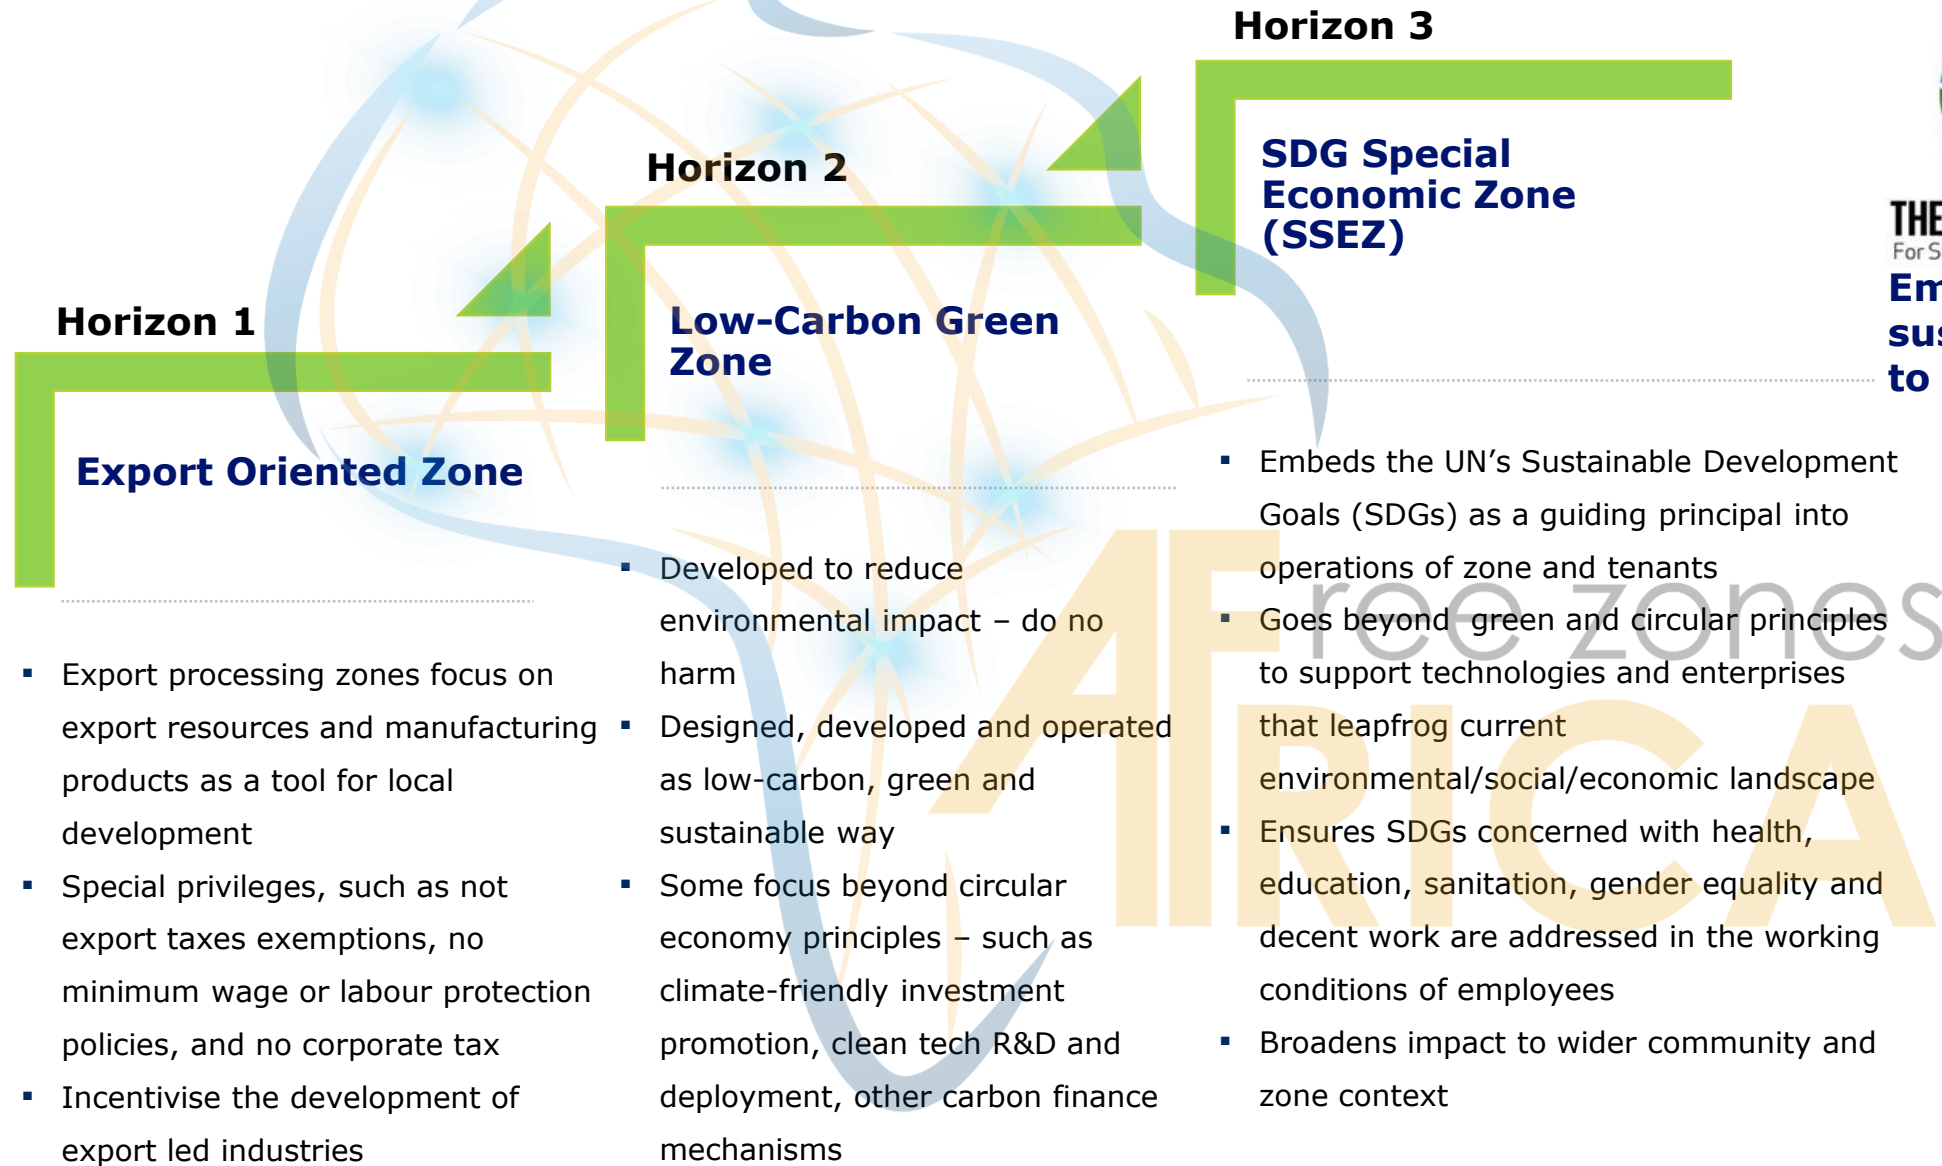 Horizon 1
Export Oriented Zone
▪ Export processing zones focus on
export resources and manufacturing
products as a tool for local
development
▪ Special privileges, such as not
export taxes exemptions, no
minimum wage or labour protection
policies, and no corporate tax
▪ Incentivise the development of
export led industries
Horizon 2
Low-Carbon Green
Zone
▪ Developed to reduce
environmental impact – do no
harm
▪ Designed, developed and operated
as low-carbon, green and
sustainable way
▪ Some focus beyond circular
economy principles – such as
climate-friendly investment
promotion, clean tech R&D and
deployment, other carbon finance
mechanisms
Horizon 3
SDG Special
Economic Zone
(SSEZ)
▪ Embeds the UN’s Sustainable Development
Goals (SDGs) as a guiding principal into
operations of zone and tenants
▪ Goes beyond green and circular principles
to support technologies and enterprises
that leapfrog current
environmental/social/economic landscape
▪ Ensures SDGs concerned with health,
education, sanitation, gender equality and
decent work are addressed in the working
conditions of employees
▪ Broadens impact to wider community and
zone context
THE
For
to
AFree zones
AFRICA